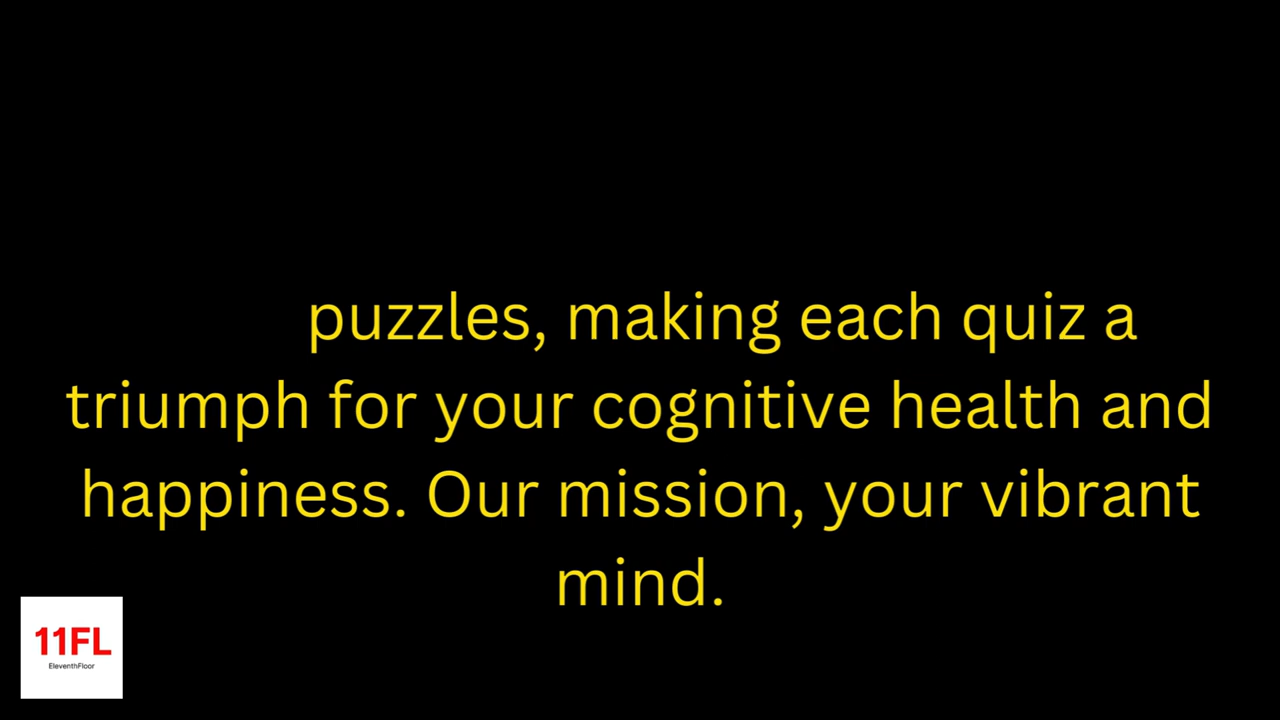 puzzles, making each quiz a
triumph for your cognitive health and
happiness. Our mission, your vibrant
mind.
11FL
EleventhFloor